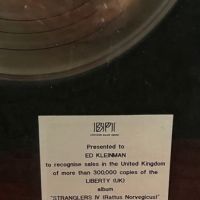 BPI
Presented to
ED KLEINMAN
to recognise sales in the United Kingdom
of more than 300,000 copies of the
LIBERTY (UK)
album
"STRANGLERS IV (Rattus Norvegicus)"